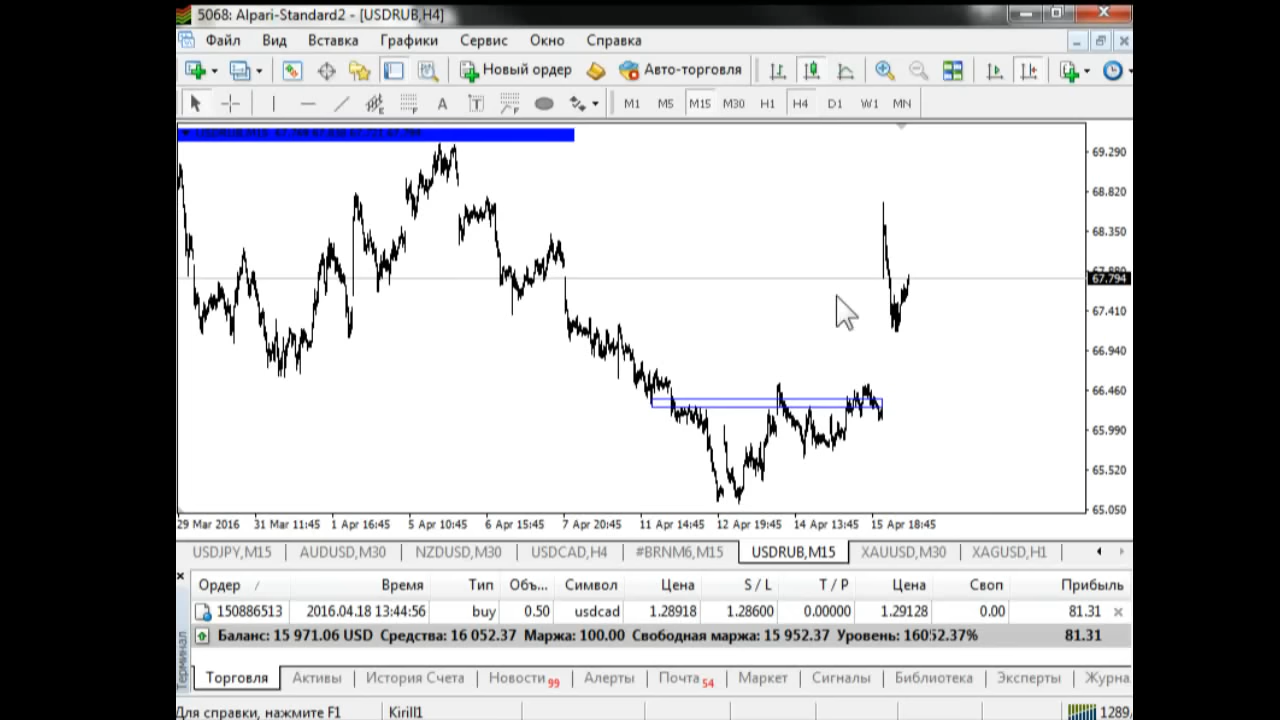 5068: Alpari-Standard2 - [USDRUB,H4]
Файл Вид Вставка Графики Сервис Окно Справка
Новый ордер Авто-торговля
A T F F M1 M5 M15 M30 H1 H4 D1 W1 MN
USDRUB,M15
69.290
68.820
68.350
67.880
67.794
67.410
66.940
66.460
65.990
65.520
65.050
29 Mar 2016 31 Mar 11:45 1 Apr 16:45 5 Apr 10:45 6 Apr 15:45 7 Apr 20:45 11 Apr 14:45 12 Apr 19:45 14 Apr 13:45 15 Apr 18:45
USDJPY,M15 AUDUSD,M30 NZDUSD,M30 USDCAD,H4 #BRNM6,M15 USDRUB,M15 XAUUSD,M30 XAGUSD,H1
Ордер / Время Тип Объ... Символ Цена S / L T / P Цена Своп Прибыль
150886513 2016.04.18 13:44:56 buy 0.50 usdcad 1.28918 1.28600 0.00000 1.29128 0.00 81.31
Баланс: 15 971.06 USD Средства: 16 052.37 Маржа: 100.00 Свободная маржа: 15 952.37 Уровень: 16052.37% 81.31
Терминал
Торговля Активы История Счета Новости 99 Алерты Почта 54 Маркет Сигналы Библиотека Эксперты Журна
Для справки, нажмите F1 Kirill1 1289